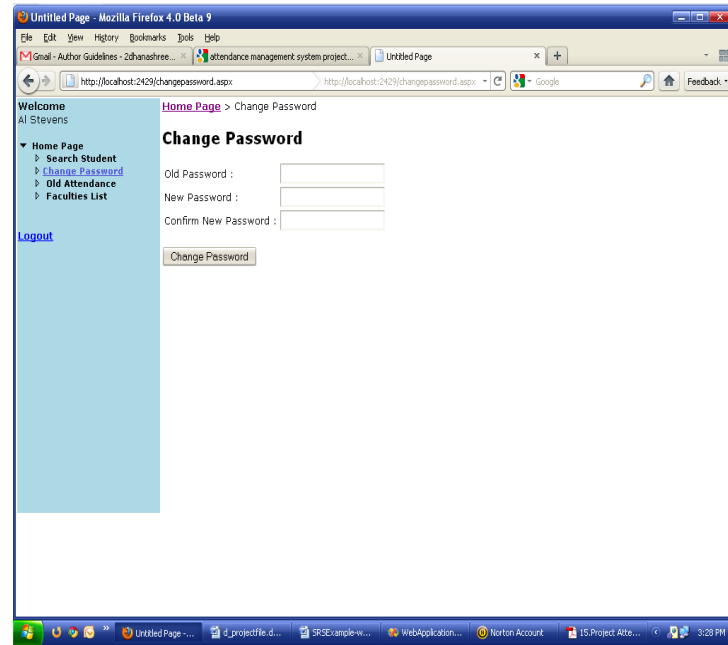 Untitled Page - Mozilla Firefox 4.0 Beta 9
File Edit View History Bookmarks Tools Help
Gmail - Author Guidelines - 2dhanashree... × attendance management system project... × Untitled Page × +
http://localhost:2429/changepassword.aspx http://localhost:2429/changepassword.aspx Google Feedback
Welcome
Al Stevens
Home Page > Change Password
Change Password
Home Page
Search Student
Change Password
Old Attendance
Faculties List
Logout
Old Password :
New Password :
Confirm New Password :
Change Password
Untitled Page -... d_projectfile.d... SRSExample-w... WebApplication... Norton Account 15.Project Atte... 3:28 PM